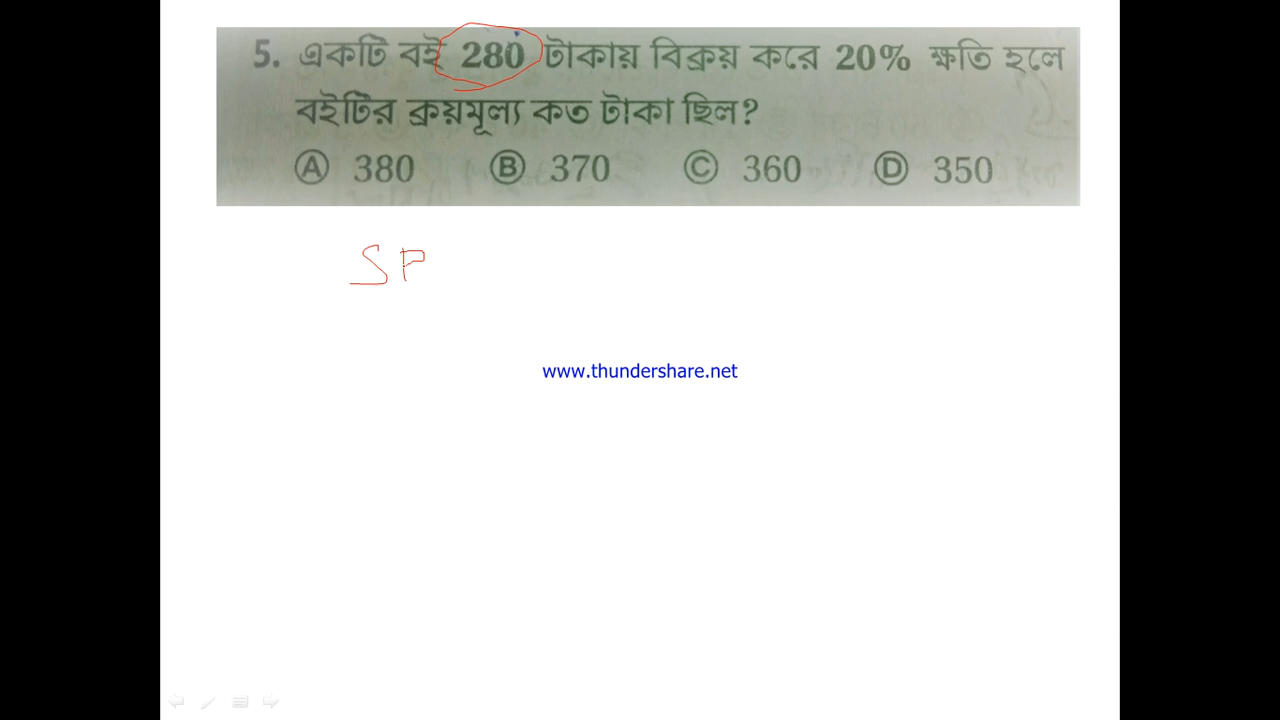 5. একটি বই 280 টাকায় বিক্রয় করে 20% ক্ষতি হলে
বইটির ক্রয়মূল্য কত টাকা ছিল?
Ⓐ 380 Ⓑ 370 Ⓒ 360 Ⓓ 350
SP
www.thundershare.net